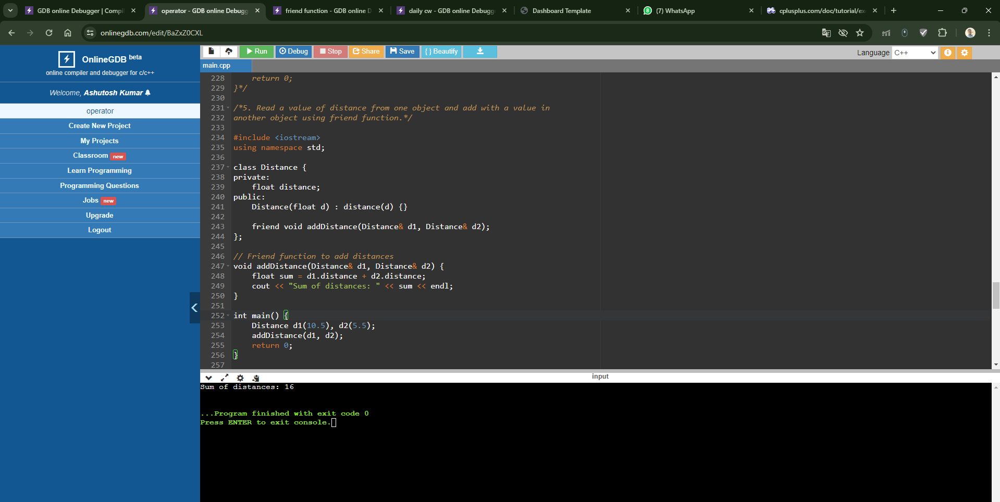 GDB online Debugger | Compil
operator - GDB online Debugg
friend function - GDB online D
daily cw - GDB online Debugg
Dashboard Template
8 (7) WhatsApp
cplusplus.com/doc/tutorial/ex
onlinegdb.com/edit/BaZxZ0CXL
OnlineGDB beta
online compiler and debugger for c/c++
Welcome, Ashutosh Kumar
operator
Create New Project
My Projects
Classroom new
Learn Programming
Programming Questions
Jobs new
Upgrade
Logout
Run Debug Stop Share Save { } Beautify
Language C++
main.cpp
228     return 0;
229 }*/
230
231 /*5. Read a value of distance from one object and add with a value in
232 another object using friend function.*/
233
234 #include <iostream>
235 using namespace std;
236
237 class Distance {
238 private:
239     float distance;
240 public:
241     Distance(float d) : distance(d) {}
242
243     friend void addDistance(Distance& d1, Distance& d2);
244 };
245
246 // Friend function to add distances
247 void addDistance(Distance& d1, Distance& d2) {
248     float sum = d1.distance + d2.distance;
249     cout << "Sum of distances: " << sum << endl;
250 }
251
252 int main() {
253     Distance d1(10.5), d2(5.5);
254     addDistance(d1, d2);
255     return 0;
256 }
257
input
Sum of distances: 16
...Program finished with exit code 0
Press ENTER to exit console.